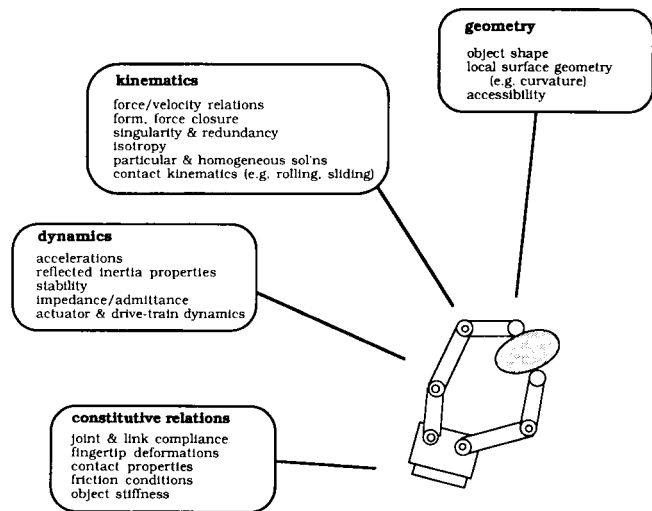 geometry
object shape
local surface geometry
(e.g. curvature)
accessibility
kinematics
force/velocity relations
form, force closure
singularity & redundancy
isotropy
particular & homogeneous sol'ns
contact kinematics (e.g. rolling, sliding)
dynamics
accelerations
reflected inertia properties
stability
impedance/admittance
actuator & drive-train dynamics
constitutive relations
joint & link compliance
fingertip deformations
contact properties
friction conditions
object stiffness